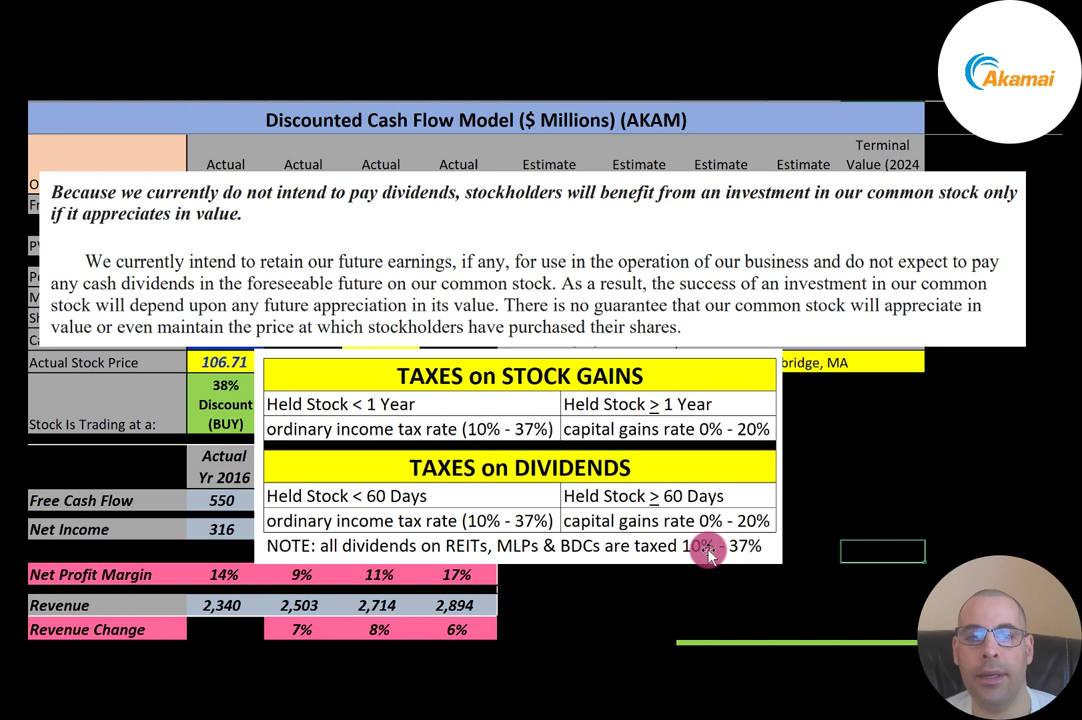 Akamai
Discounted Cash Flow Model ($ Millions) (AKAM)
Terminal
Actual Actual Actual Actual Estimate Estimate Estimate Estimate Value (2024
Because we currently do not intend to pay dividends, stockholders will benefit from an investment in our common stock only
if it appreciates in value.
We currently intend to retain our future earnings, if any, for use in the operation of our business and do not expect to pay
any cash dividends in the foreseeable future on our common stock. As a result, the success of an investment in our common
stock will depend upon any future appreciation in its value. There is no guarantee that our common stock will appreciate in
value or even maintain the price at which stockholders have purchased their shares.
Actual Stock Price 106.71 bridge, MA
38%
Discount
Stock Is Trading at a: (BUY)
TAXES on STOCK GAINS
Held Stock < 1 Year Held Stock ≥ 1 Year
ordinary income tax rate (10% - 37%) capital gains rate 0% - 20%
TAXES on DIVIDENDS
Held Stock < 60 Days Held Stock ≥ 60 Days
ordinary income tax rate (10% - 37%) capital gains rate 0% - 20%
NOTE: all dividends on REITs, MLPs & BDCs are taxed 10% - 37%
Actual
Yr 2016
Free Cash Flow 550
Net Income 316
Net Profit Margin 14% 9% 11% 17%
Revenue 2,340 2,503 2,714 2,894
Revenue Change 7% 8% 6%